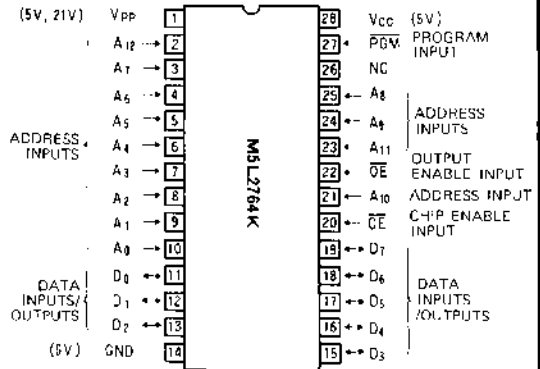 (5V, 21V) VPP 1
A12 2
A7 3
A6 4
A5 5
A4 6
A3 7
A2 8
A1 9
A0 10
D0 11
D1 12
D2 13
(5V) GND 14
ADDRESS
INPUTS
DATA
INPUTS/
OUTPUTS
M5L2764K
28 VCC (5V)
27 PGM PROGRAM
INPUT
26 NC
25 A8
24 A9
23 A11
ADDRESS
INPUTS
22 OE OUTPUT
ENABLE INPUT
21 A10 ADDRESS INPUT
20 CE CHIP ENABLE
INPUT
19 D7
18 D6
17 D5
16 D4
15 D3
DATA
INPUTS
/OUTPUTS